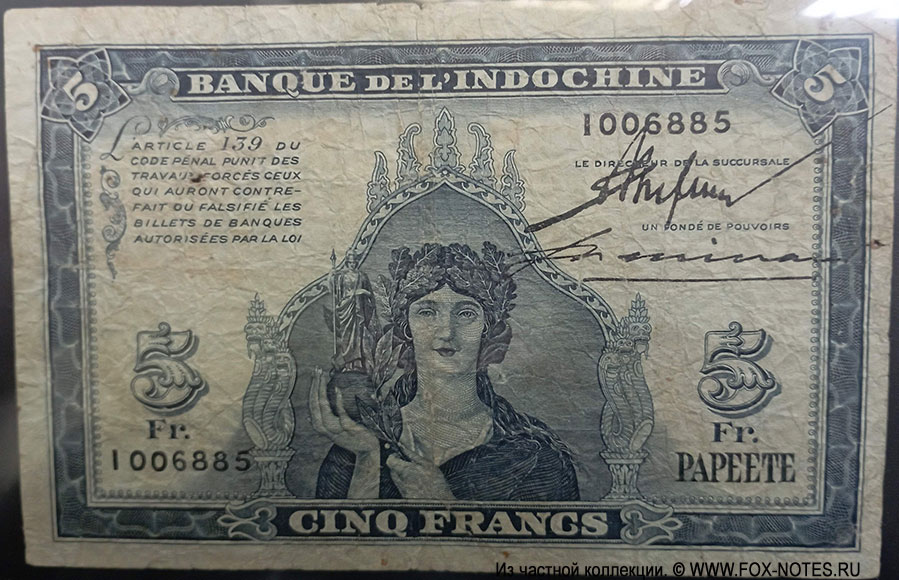 5
BANQUE DE L'INDOCHINE
5
L'ARTICLE 139 DU
CODE PÉNAL PUNIT DES
TRAVAUX FORCÉS CEUX
QUI AURONT CONTRE-
FAIT OU FALSIFIÉ LES
BILLETS DE BANQUES
AUTORISÉES PAR LA LOI
1006885
LE DIRECTEUR DE LA SUCCURSALE
UN FONDÉ DE POUVOIRS
5
Fr.
1006885
5
Fr.
PAPEETE
CINQ FRANCS
Из частной коллекции. © WWW.FOX-NOTES.RU